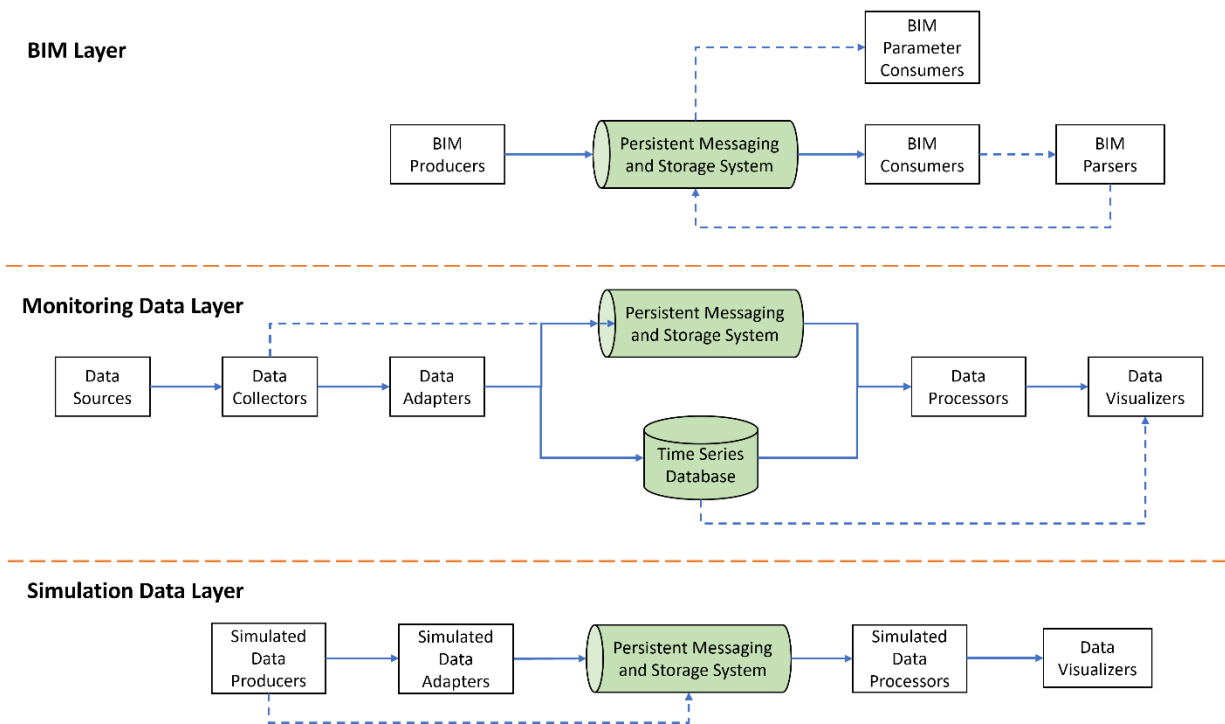 BIM Layer
BIM
Parameter
Consumers
BIM
Producers
Persistent Messaging
and Storage System
BIM
Consumers
BIM
Parsers
Monitoring Data Layer
Persistent Messaging
and Storage System
Data
Sources
Data
Collectors
Data
Adapters
Data
Processors
Data
Visualizers
Time Series
Database
Simulation Data Layer
Simulated
Data
Producers
Simulated
Data
Adapters
Persistent Messaging
and Storage System
Simulated
Data
Processors
Data
Visualizers